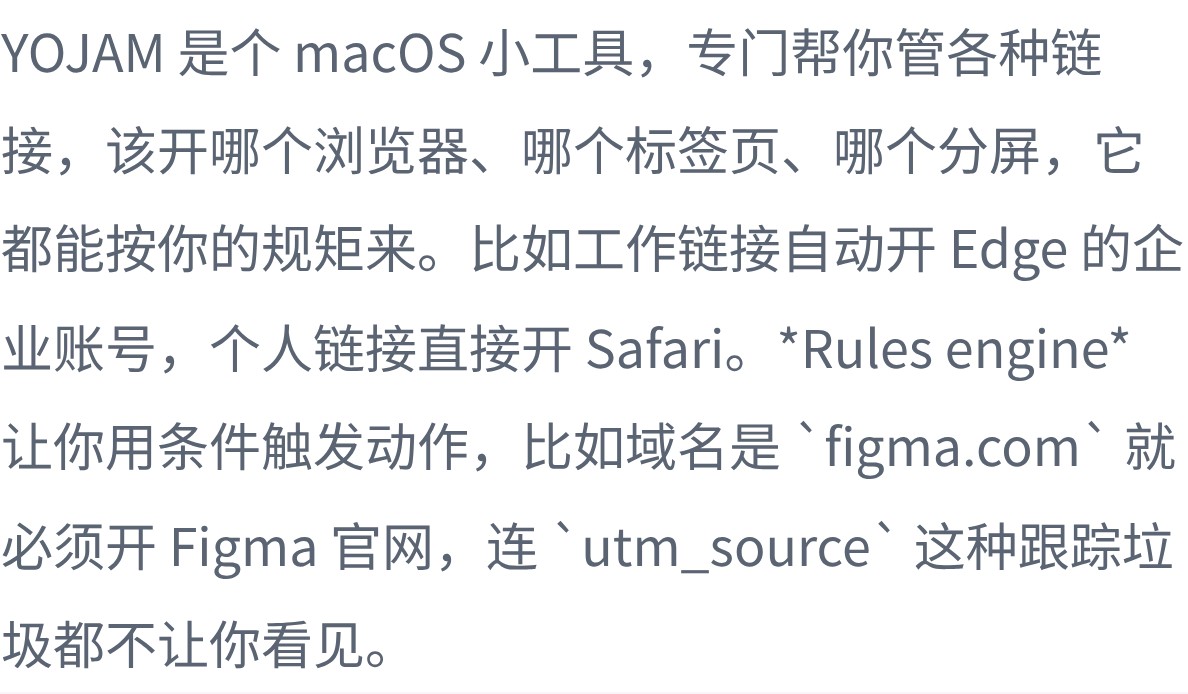 YOJAM 是个 macOS 小工具，专门帮你管各种链
接，该开哪个浏览器、哪个标签页、哪个分屏，它
都能按你的规矩来。比如工作链接自动开 Edge 的企
业账号，个人链接直接开 Safari。*Rules engine*
让你用条件触发动作，比如域名是 `figma.com` 就
必须开 Figma 官网，连 `utm_source` 这种跟踪垃
圾都不让你看见。